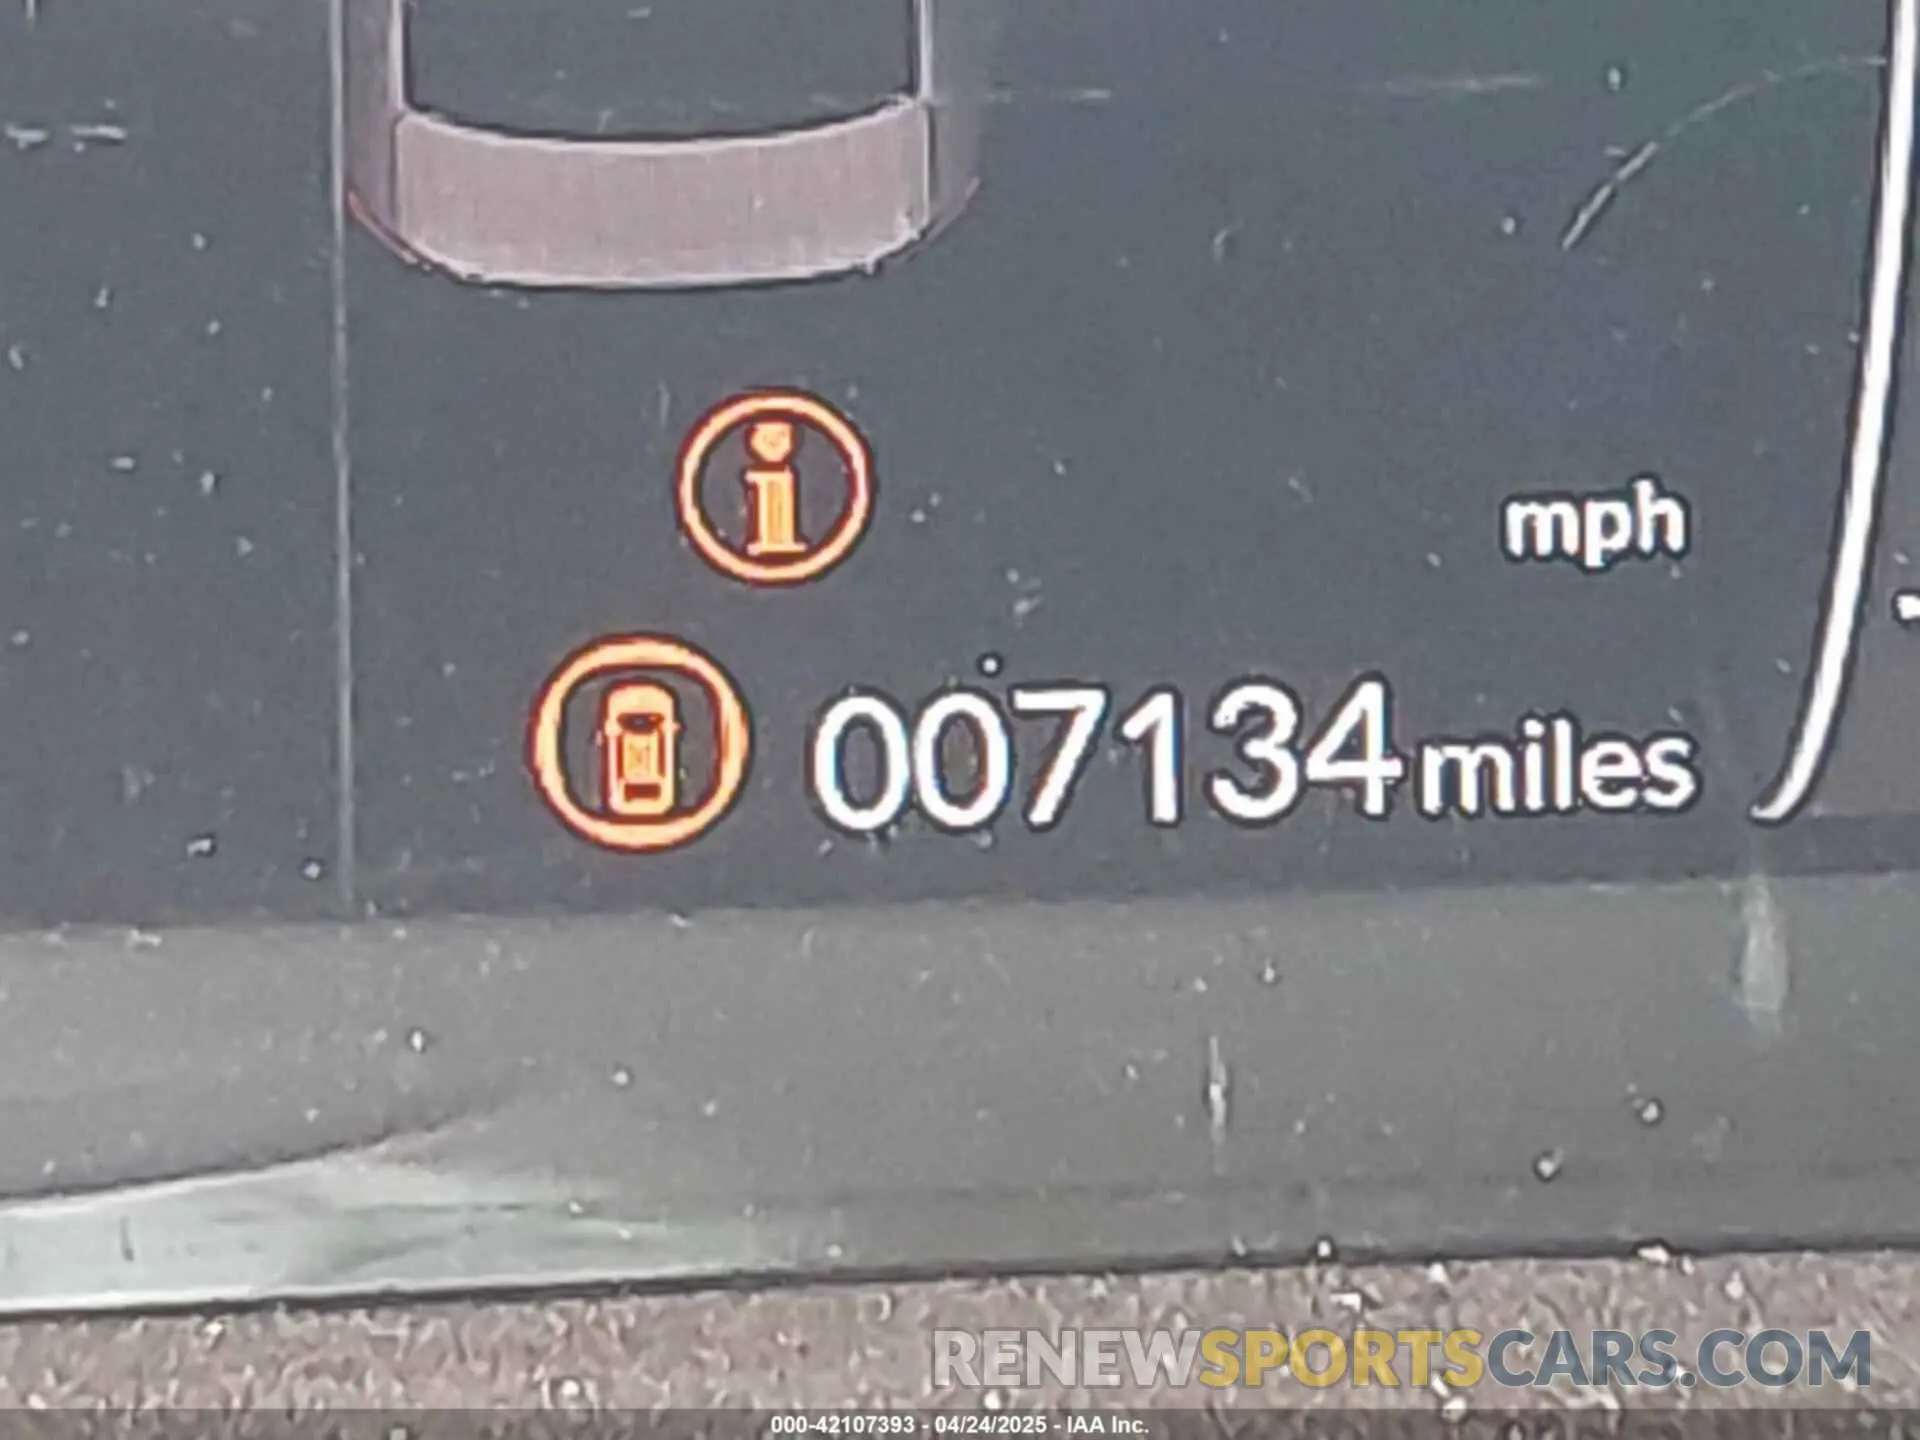 i
mph
007134 miles
RENEWSPORTSCARS.COM
000-42107393 - 04/24/2025 - IAA Inc.